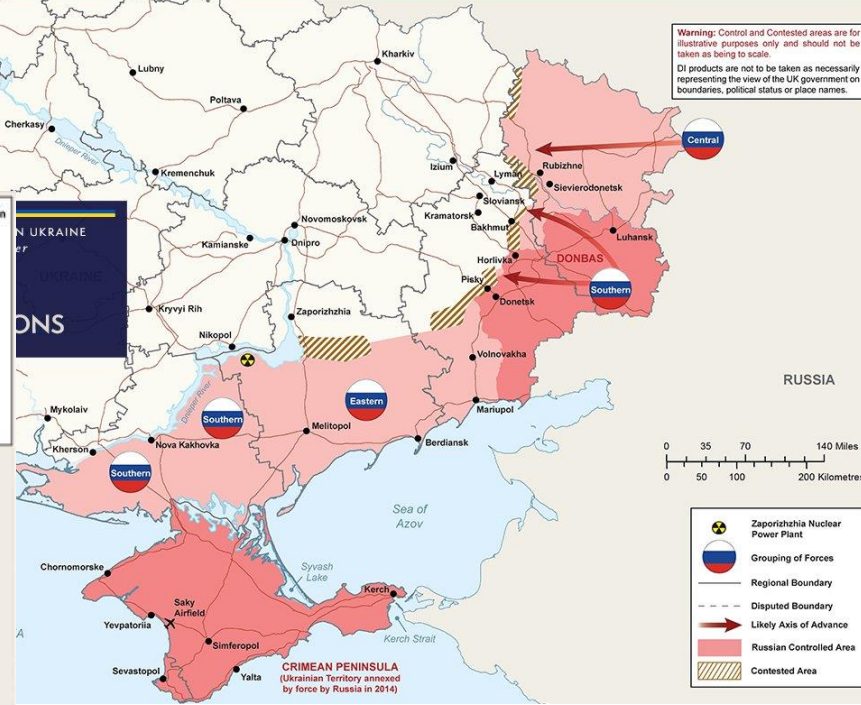 Warning: Control and Contested areas are for
illustrative purposes only and should not be
taken as being to scale.
DI products are not to be taken as necessarily
representing the view of the UK government on
boundaries, political status or place names.
Kharkiv
Lubny
Poltava
Cherkasy
Dnieper River
Kremenchuk
Central
Izium
Lyman
Rubizhne
Sievierodonetsk
Sloviansk
Kramatorsk
Bakhmut
N UKRAINE
er
UKRAINE
ONS
Novomoskovsk
Kamianske
Dnipro
Luhansk
Horlivka
DONBAS
Pisky
Southern
Donetsk
Kryvyi Rih
Zaporizhzhia
Nikopol
Volnovakha
RUSSIA
Dnieper River
Southern
Eastern
Mariupol
Mykolaiv
Melitopol
Berdiansk
Kherson
Nova Kakhovka
Southern
0 35 70 140 Miles
0 50 100 200 Kilometres
Sea of
Azov
Zaporizhzhia Nuclear
Power Plant
Grouping of Forces
Regional Boundary
Disputed Boundary
Likely Axis of Advance
Russian Controlled Area
Contested Area
Chornomorske
Syvash
Lake
Saky
Airfield
Kerch
Yevpatoriia
Kerch Strait
Simferopol
CRIMEAN PENINSULA
(Ukrainian Territory annexed
by force by Russia in 2014)
Sevastopol
Yalta
A